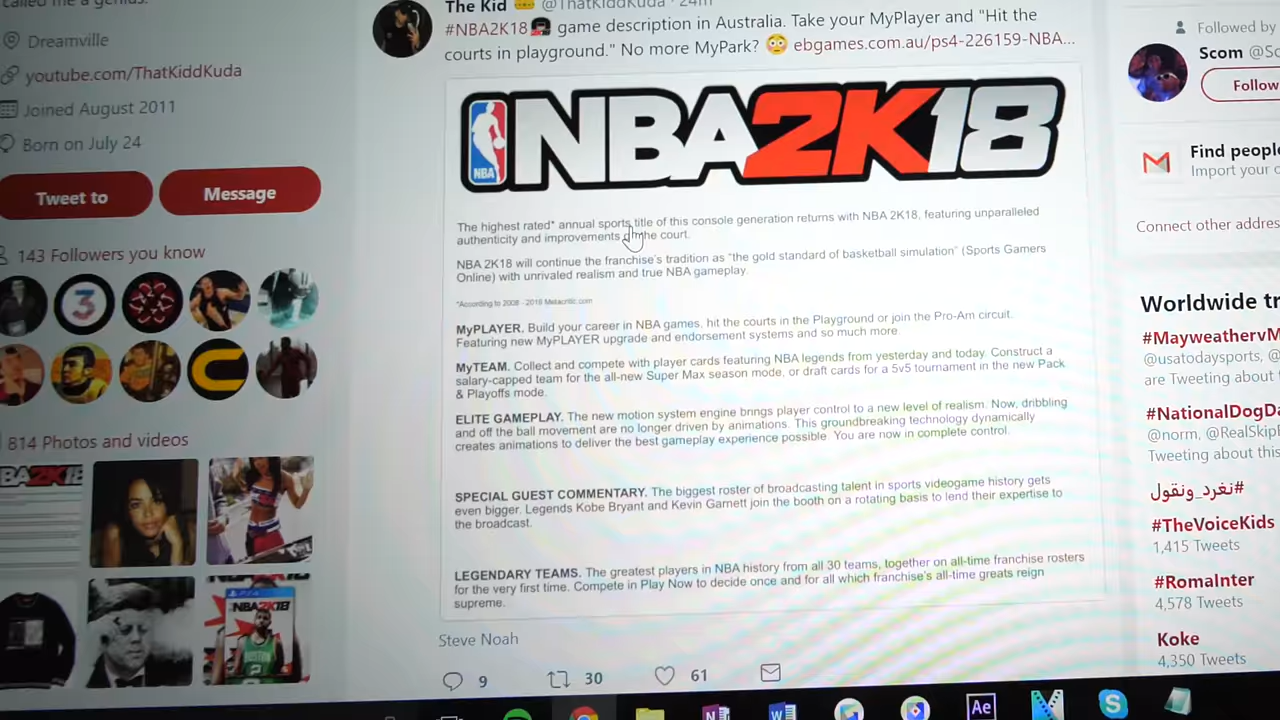 called me a genius.
Dreamville
youtube.com/ThatKiddKuda
Joined August 2011
Born on July 24
Tweet to
Message
143 Followers you know
814 Photos and videos
The Kid @ThatKiddKuda · 24m
#NBA2K18 game description in Australia. Take your MyPlayer and "Hit the
courts in playground." No more MyPark? 😳 ebgames.com.au/ps4-226159-NBA…
NBA2K18
NBA
The highest rated* annual sports title of this console generation returns with NBA 2K18, featuring unparalleled
authenticity and improvements the court.
NBA 2K18 will continue the franchise's tradition as "the gold standard of basketball simulation" (Sports Gamers
Online) with unrivaled realism and true NBA gameplay.
*According to 2008 - 2016 Metacritic.com
MyPLAYER. Build your career in NBA games, hit the courts in the Playground or join the Pro-Am circuit.
Featuring new MyPLAYER upgrade and endorsement systems and so much more.
MyTEAM. Collect and compete with player cards featuring NBA legends from yesterday and today. Construct a
salary-capped team for the all-new Super Max season mode, or draft cards for a 5v5 tournament in the new Pack
& Playoffs mode.
ELITE GAMEPLAY. The new motion system engine brings player control to a new level of realism. Now, dribbling
and off the ball movement are no longer driven by animations. This groundbreaking technology dynamically
creates animations to deliver the best gameplay experience possible. You are now in complete control.
SPECIAL GUEST COMMENTARY. The biggest roster of broadcasting talent in sports videogame history gets
even bigger. Legends Kobe Bryant and Kevin Garnett join the booth on a rotating basis to lend their expertise to
the broadcast.
LEGENDARY TEAMS. The greatest players in NBA history from all 30 teams, together on all-time franchise rosters
for the very first time. Compete in Play Now to decide once and for all which franchise's all-time greats reign
supreme.
Steve Noah
9
30
61
Followed by
Scom @Sc
Follow
Find people
Import your c
Connect other addres
Worldwide tr
#MayweathervM
@usatodaysports, @
are Tweeting about t
#NationalDogDa
@norm, @RealSkipB
Tweeting about this
#نغرد_ونقول
#TheVoiceKids
1,415 Tweets
#RomaInter
4,578 Tweets
Koke
4,350 Tweets
NBA2K18
BOSTON
Ae
W
N